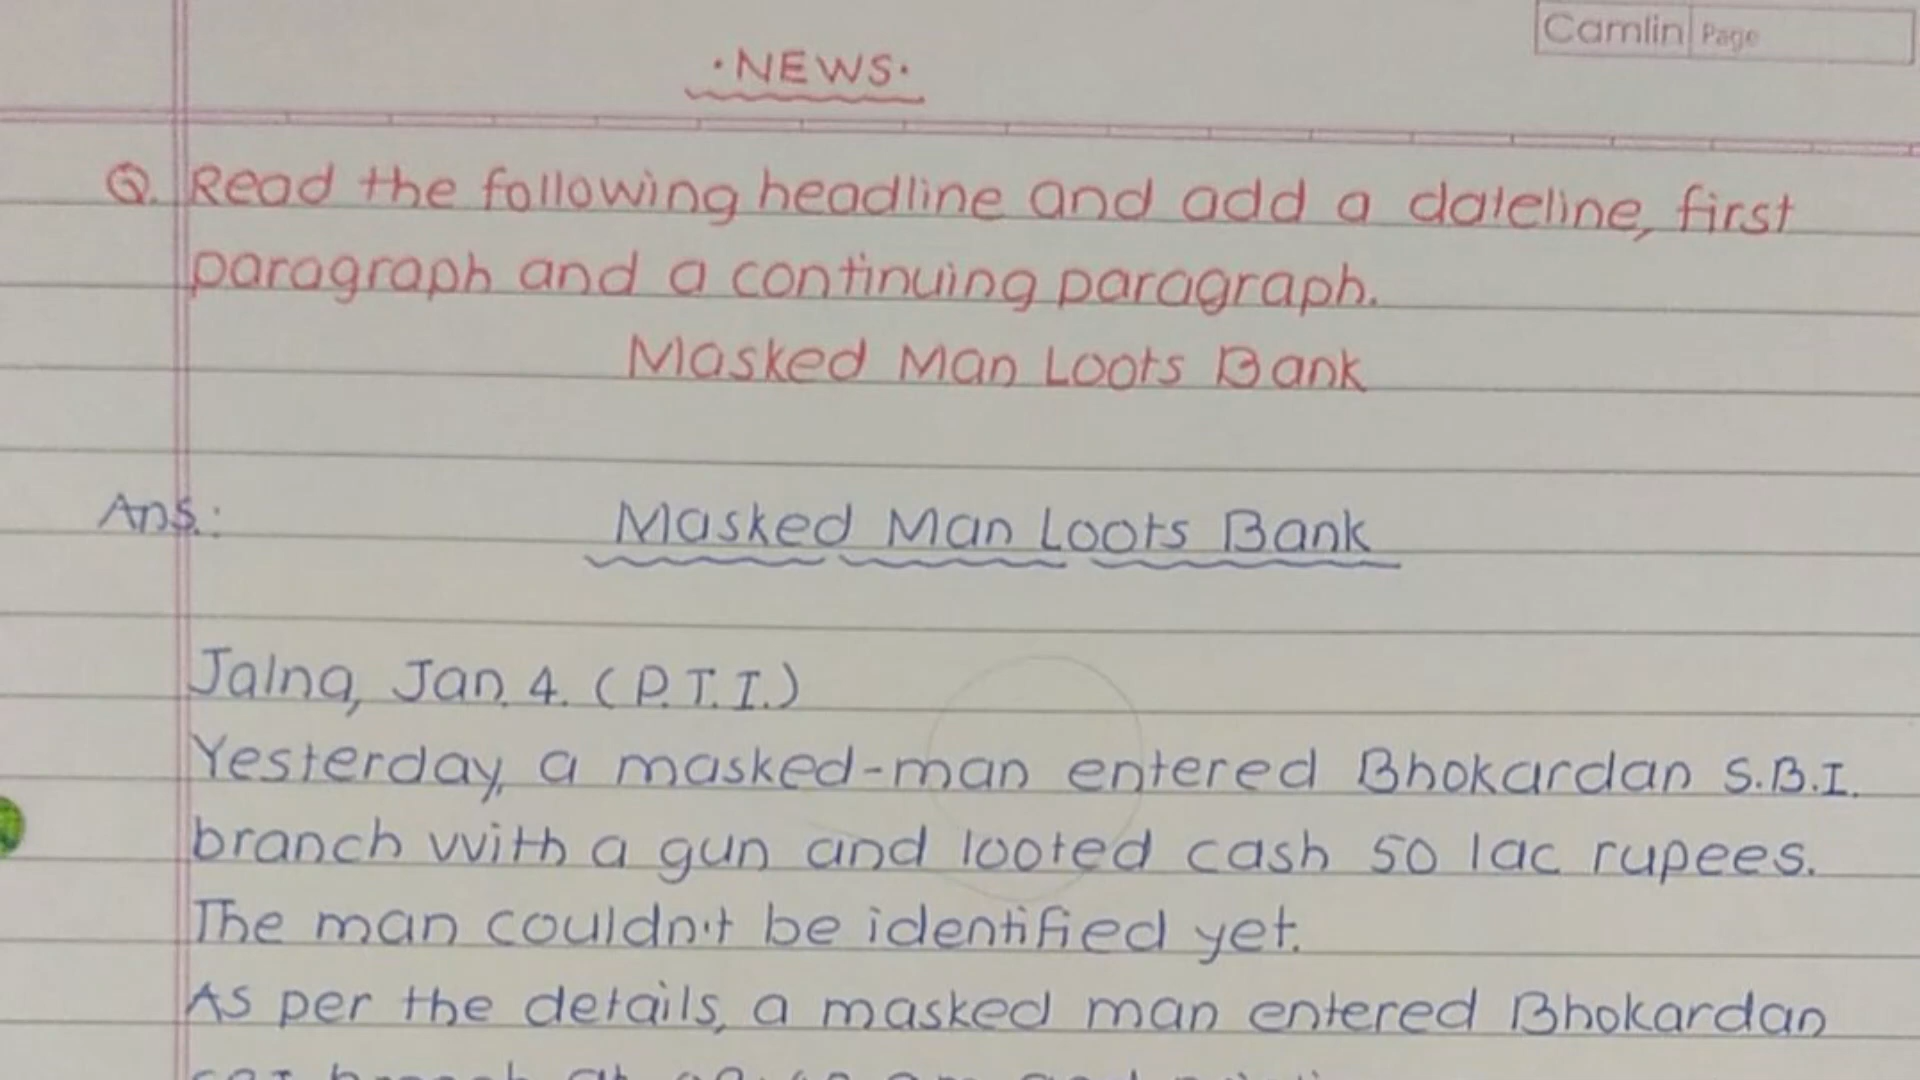 Camlin Page
·NEWS·
Q. Read the following headline and add a dateline, first
paragraph and a continuing paragraph.
Masked Man Loots Bank
Ans.: Masked Man Loots Bank
Jalna, Jan. 4. (P.T.I.)
Yesterday, a masked-man entered Bhokardan S.B.I.
branch with a gun and looted cash 50 lac rupees.
The man couldn't be identified yet.
As per the details, a masked man entered Bhokardan